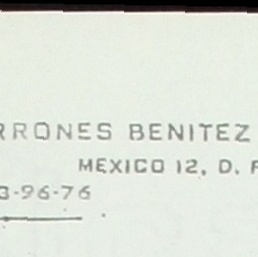 RRONES BENITEZ
MEXICO 12, D. F
3-96-76